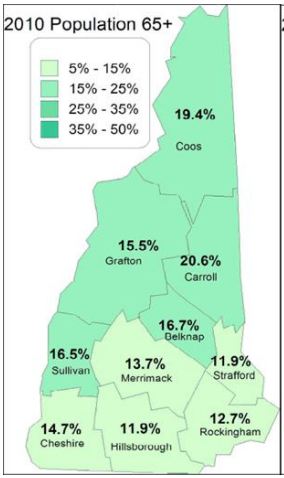 2010 Population 65+
5% - 15%
15% - 25%
25% - 35%
35% - 50%
19.4%
Coos
15.5%
Grafton
20.6%
Carroll
16.7%
Belknap
16.5%
Sullivan
13.7%
Merrimack
11.9%
Strafford
14.7%
Cheshire
11.9%
Hillsborough
12.7%
Rockingham